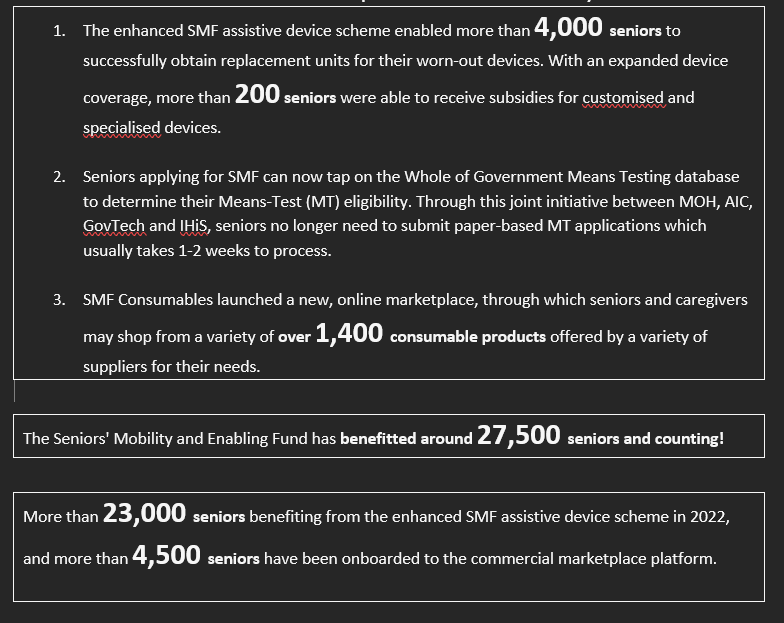 1. The enhanced SMF assistive device scheme enabled more than 4,000 seniors to
successfully obtain replacement units for their worn-out devices. With an expanded device
coverage, more than 200 seniors were able to receive subsidies for customised and
specialised devices.
2. Seniors applying for SMF can now tap on the Whole of Government Means Testing database
to determine their Means-Test (MT) eligibility. Through this joint initiative between MOH, AIC,
GovTech and IHiS, seniors no longer need to submit paper-based MT applications which
usually takes 1-2 weeks to process.
3. SMF Consumables launched a new, online marketplace, through which seniors and caregivers
may shop from a variety of over 1,400 consumable products offered by a variety of
suppliers for their needs.
The Seniors' Mobility and Enabling Fund has benefitted around 27,500 seniors and counting!
More than 23,000 seniors benefiting from the enhanced SMF assistive device scheme in 2022,
and more than 4,500 seniors have been onboarded to the commercial marketplace platform.